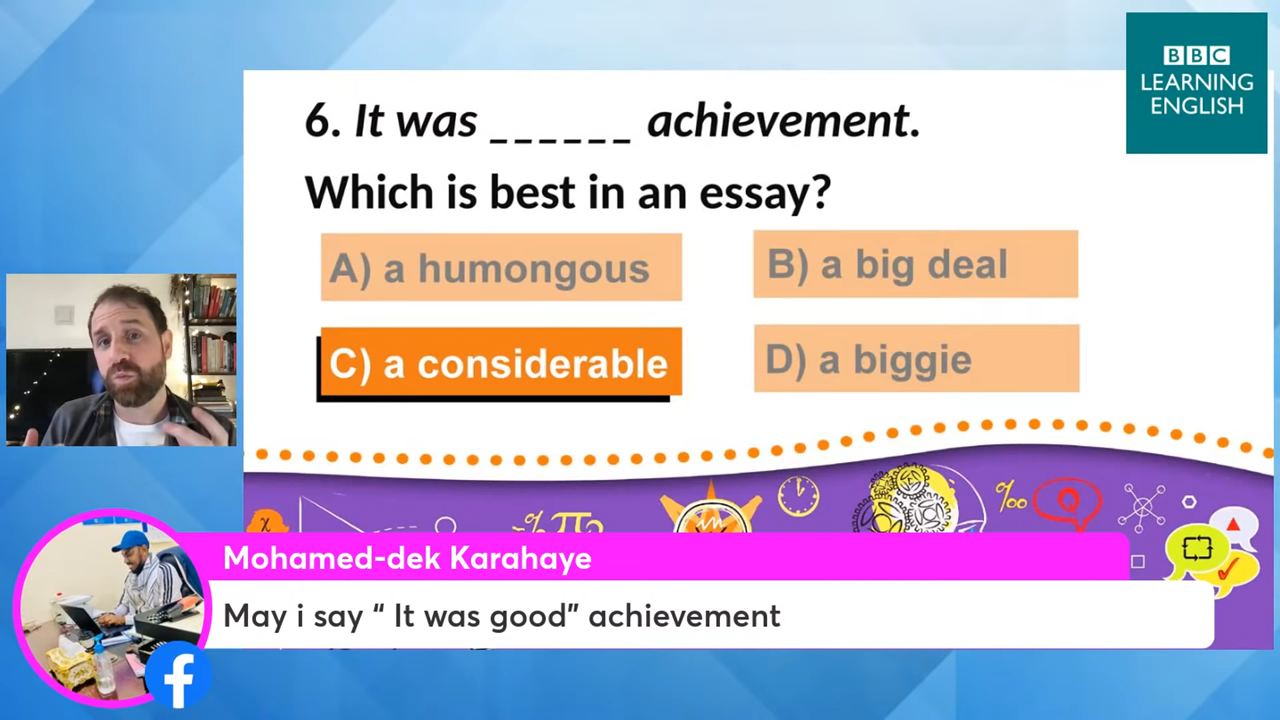 BBC
LEARNING
ENGLISH
6. It was ______ achievement.
Which is best in an essay?
A) a humongous
B) a big deal
C) a considerable
D) a biggie
‰
Q
Mohamed-dek Karahaye
May i say “ It was good” achievement